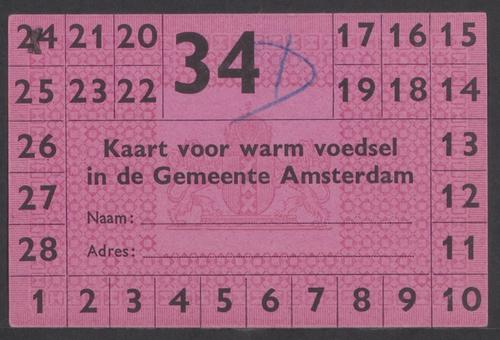 24 21 20 34 D 17 16 15
25 23 22 19 18 14
26 13
Kaart voor warm voedsel
in de Gemeente Amsterdam
27 12
Naam:
28 11
Adres:
1 2 3 4 5 6 7 8 9 10